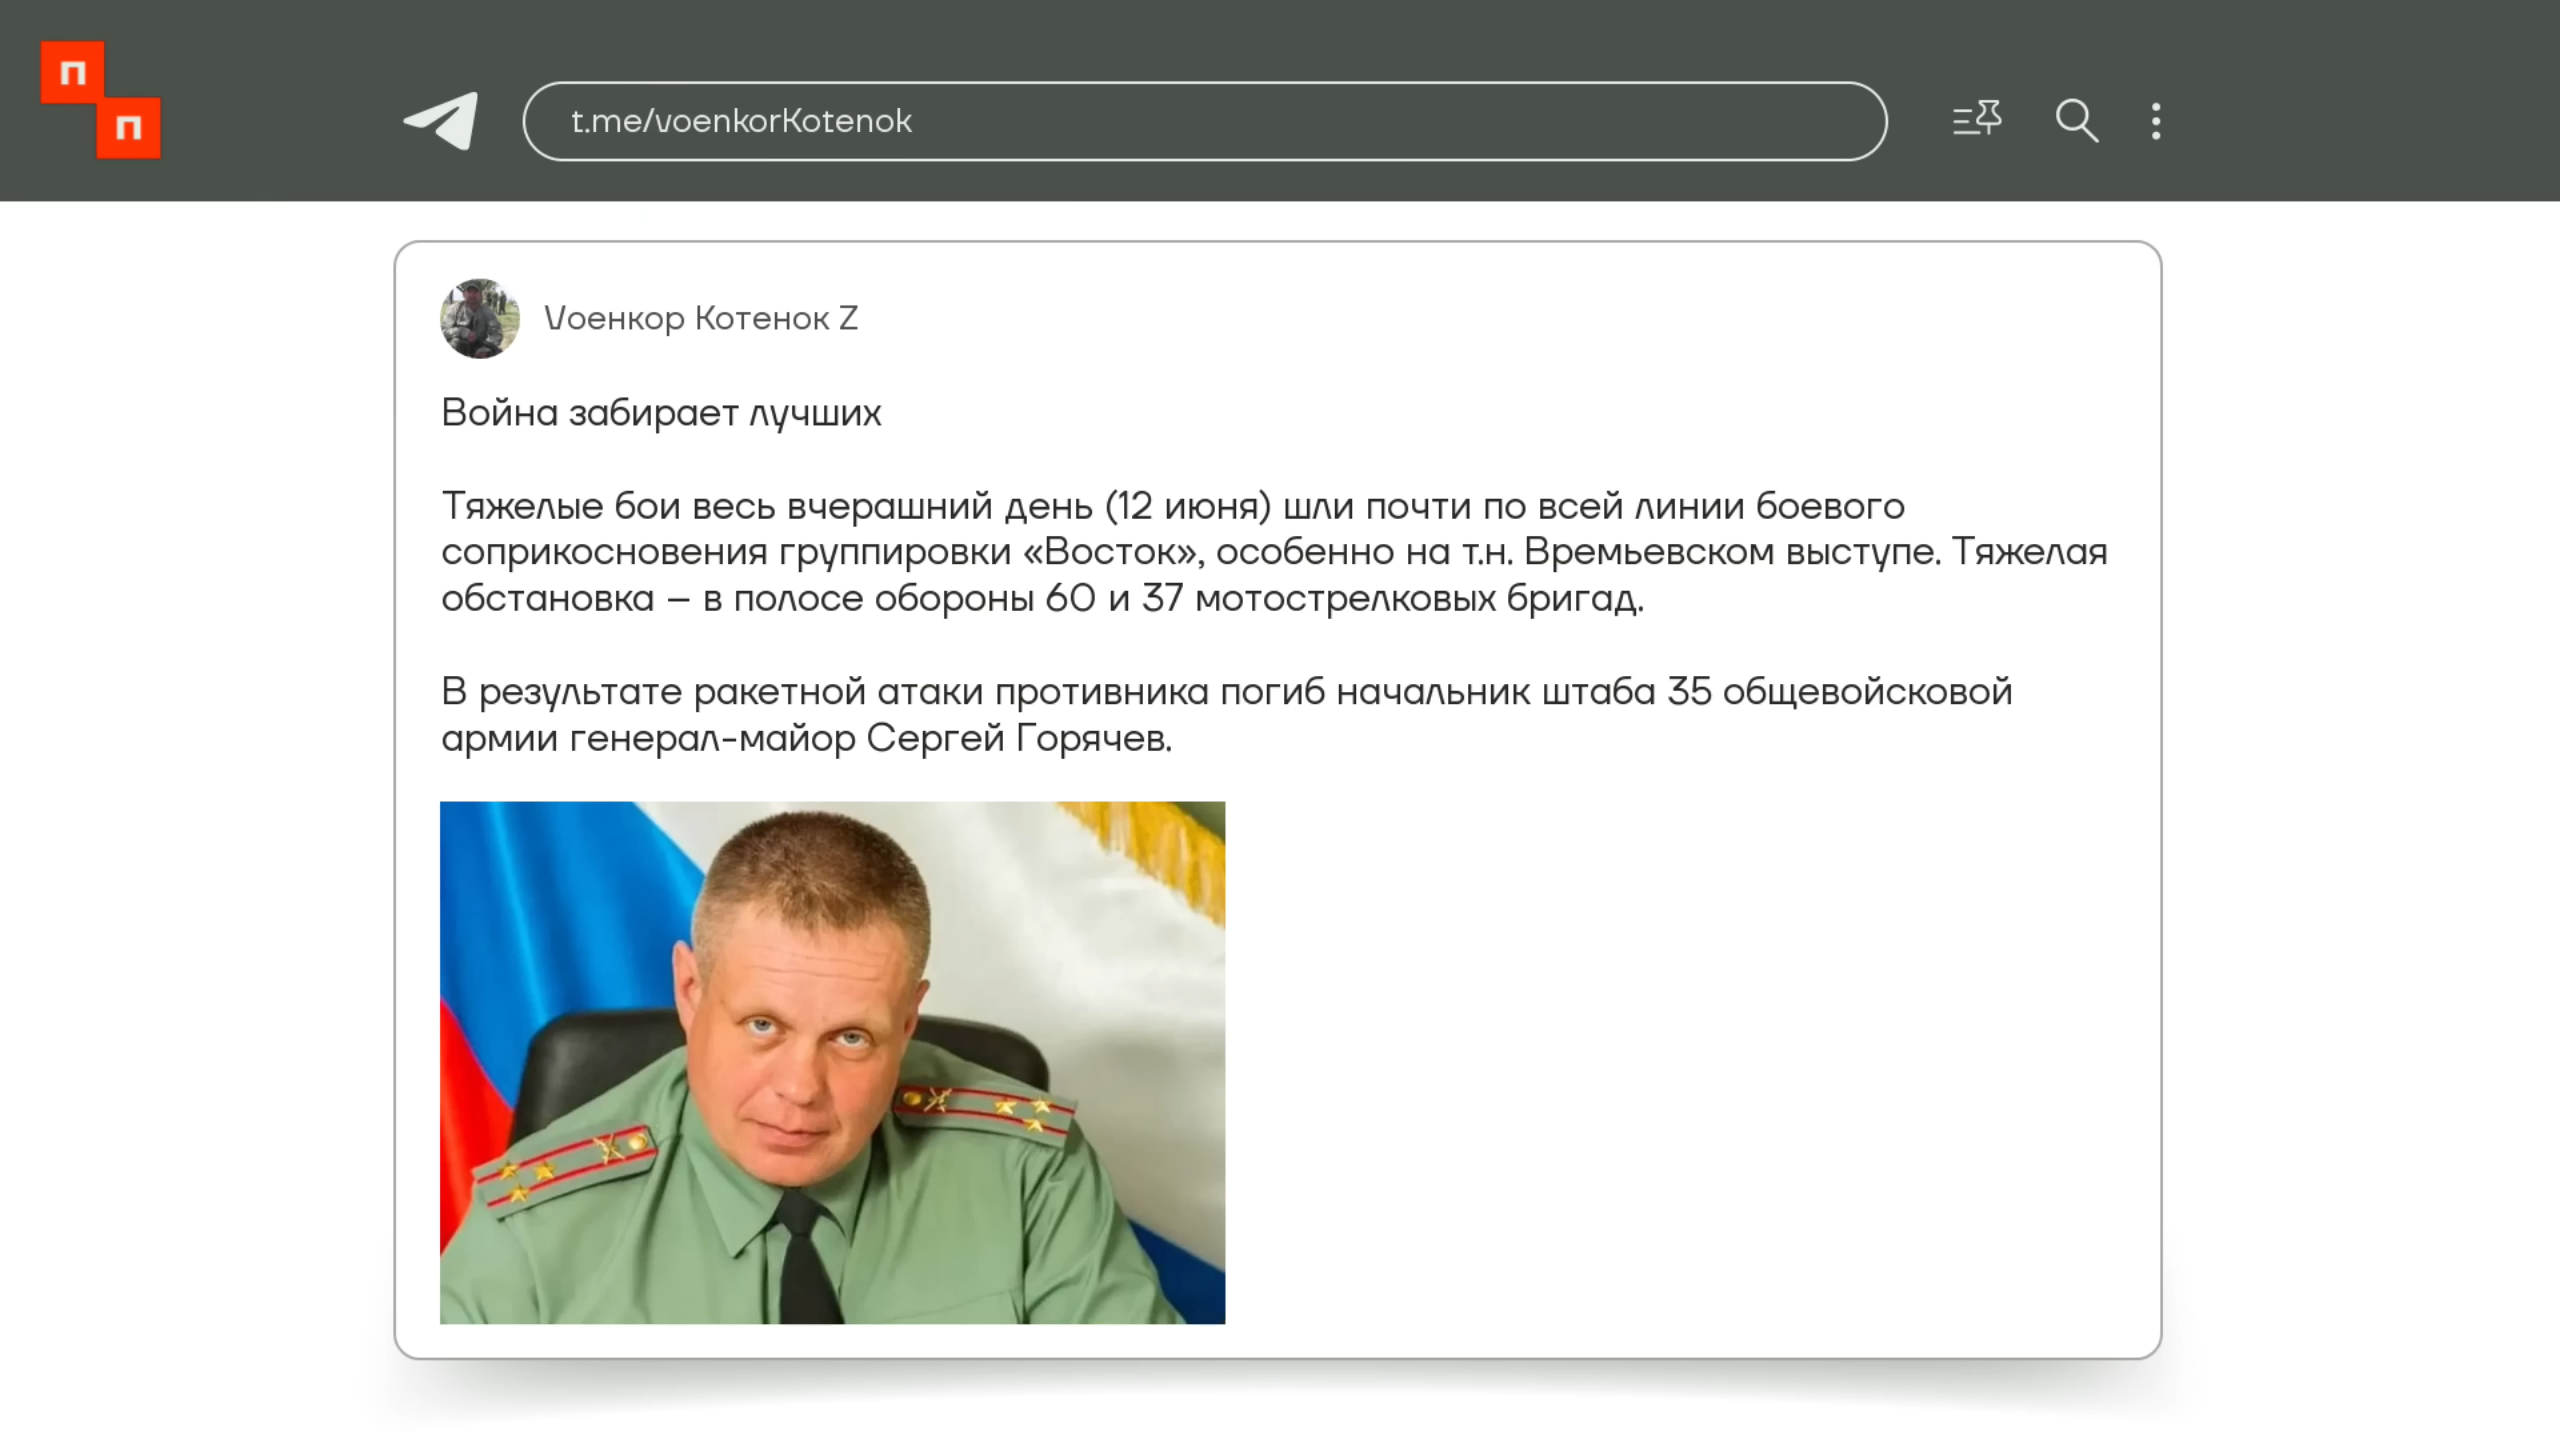 П
П
t.me/voenkorKotenok
Vоенкор Котенок Z
Война забирает лучших
Тяжелые бои весь вчерашний день (12 июня) шли почти по всей линии боевого
соприкосновения группировки «Восток», особенно на т.н. Времьевском выступе. Тяжелая
обстановка – в полосе обороны 60 и 37 мотострелковых бригад.
В результате ракетной атаки противника погиб начальник штаба 35 общевойсковой
армии генерал-майор Сергей Горячев.